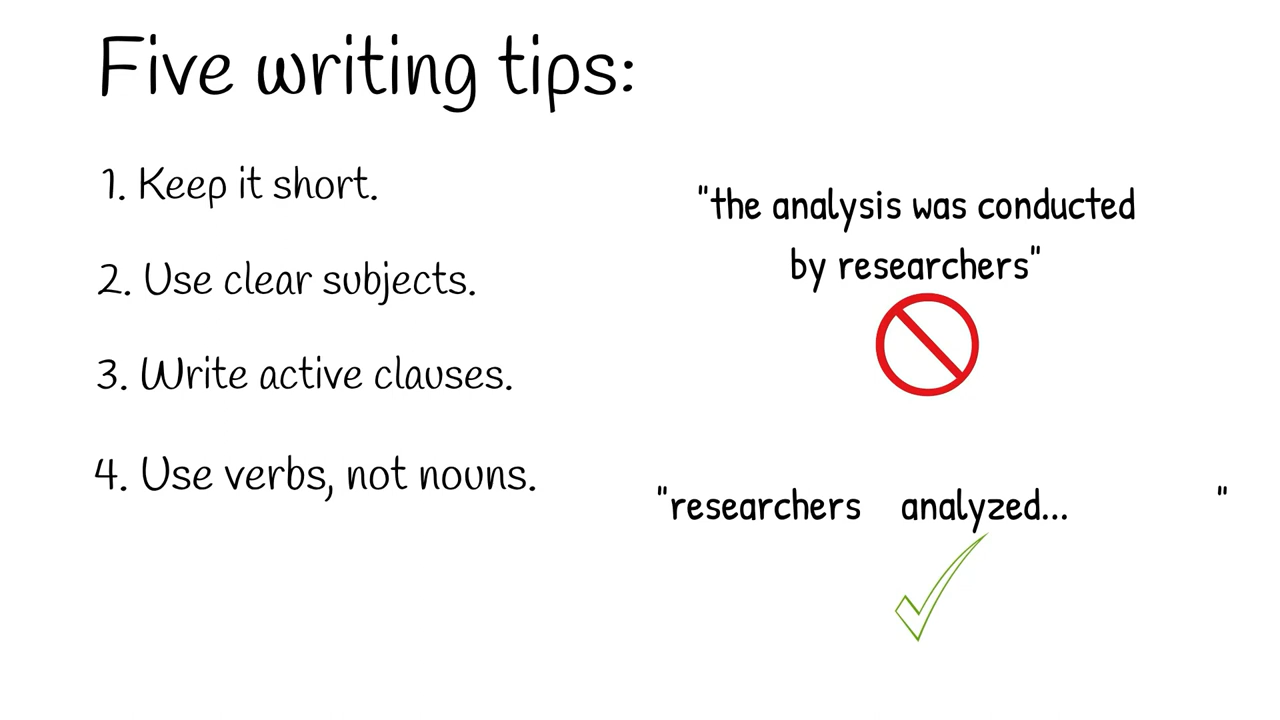 Five writing tips:
1. Keep it short.
2. Use clear subjects.
3. Write active clauses.
4. Use verbs, not nouns.
"the analysis was conducted
by researchers"
"researchers analyzed... "